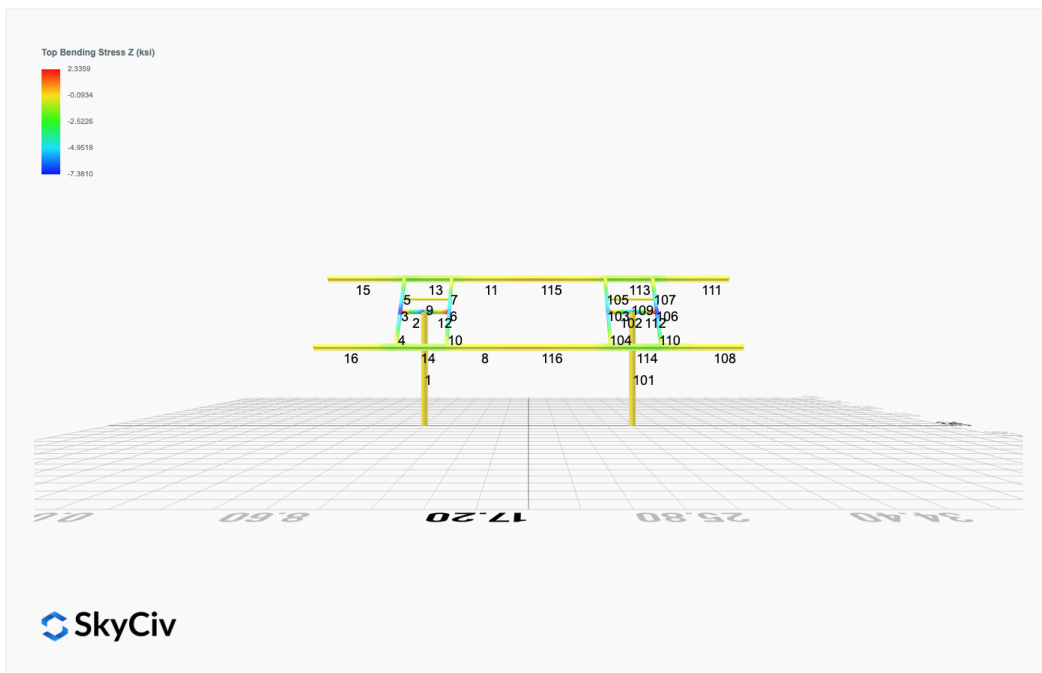 Top Bending Stress Z (ksi)
2.3359
-0.0934
-2.5226
-4.9518
-7.3810
15 13 11 115 113 111
5 7 105 107
3 9 6 103 109 106
2 12 102 112
4 10 104 110
16 14 8 116 114 108
1 101
0.0 8.60 17.20 25.80 34.40
SkyCiv